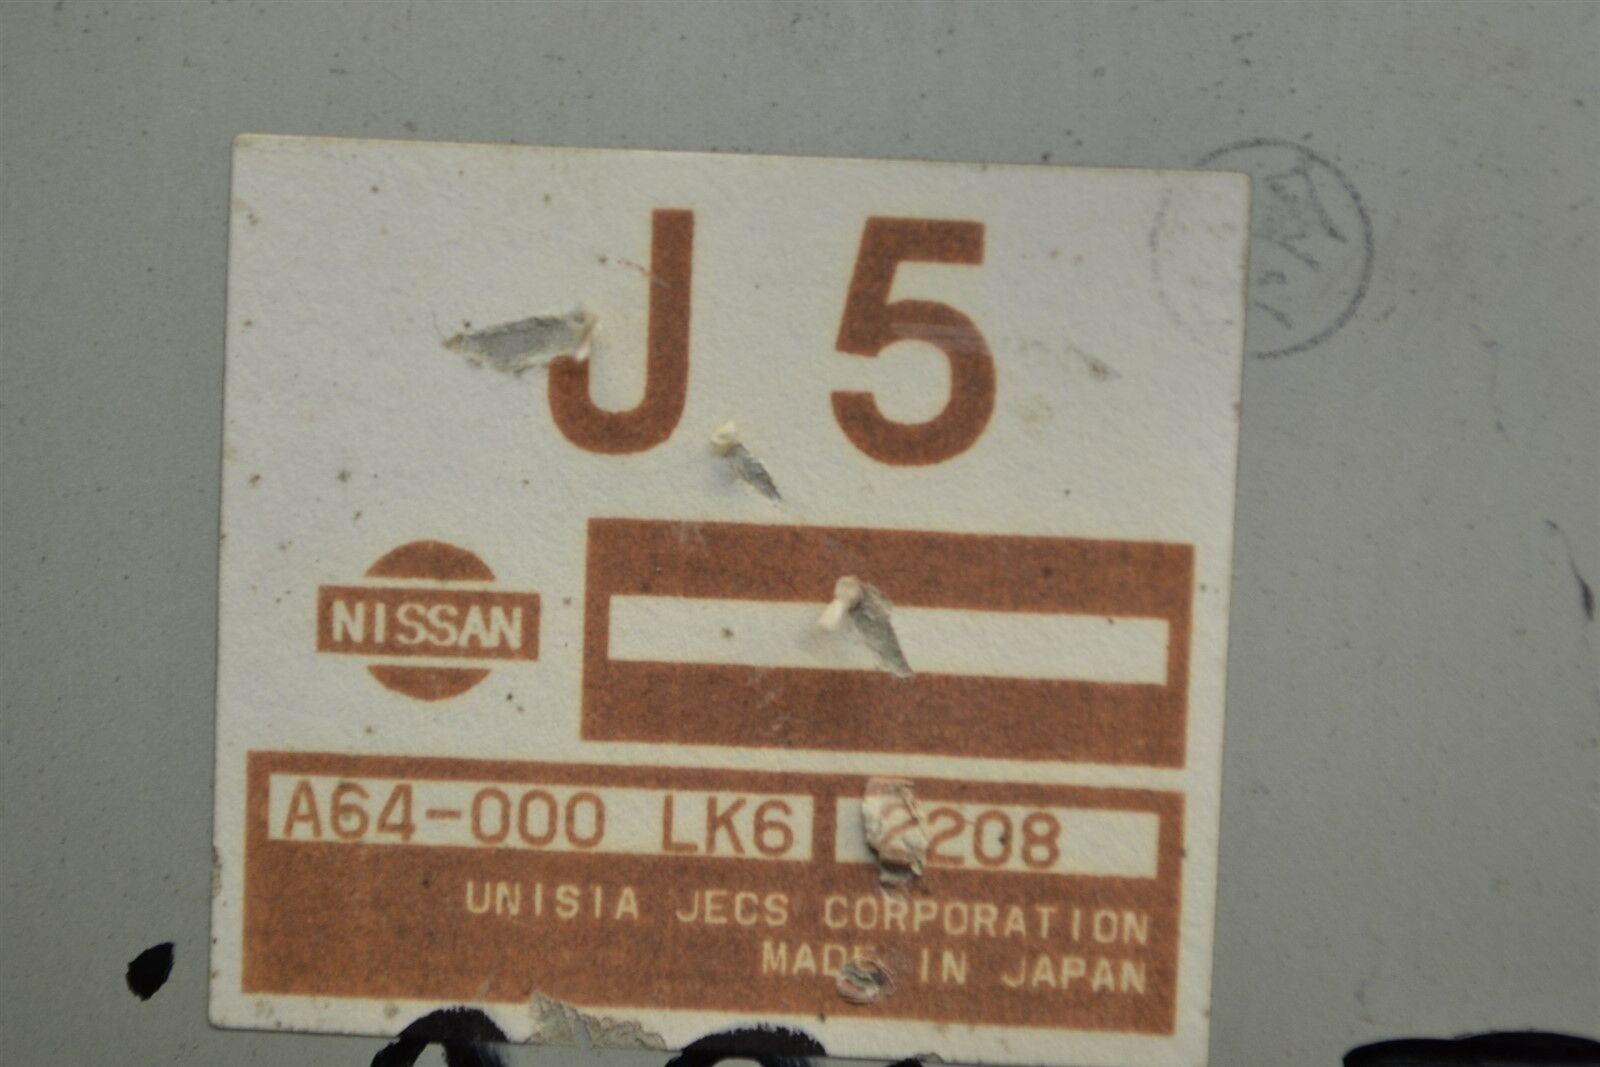 J 5
NISSAN
A64-000 LK6 2208
UNISIA JECS CORPORATION
MADE IN JAPAN